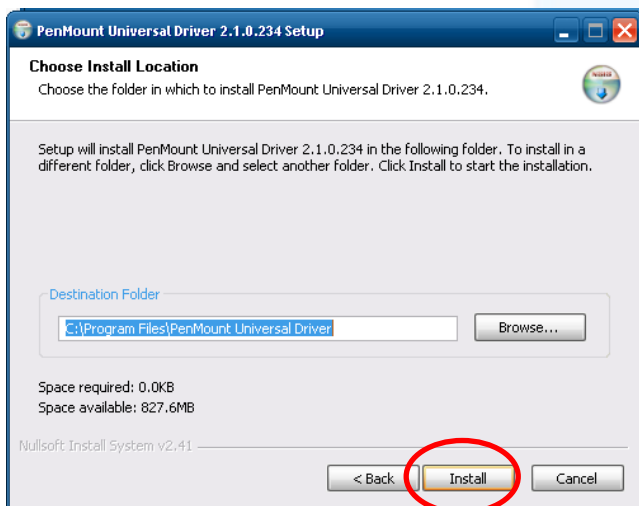 PenMount Universal Driver 2.1.0.234 Setup
Choose Install Location
Choose the folder in which to install PenMount Universal Driver 2.1.0.234.
Setup will install PenMount Universal Driver 2.1.0.234 in the following folder. To install in a
different folder, click Browse and select another folder. Click Install to start the installation.
Destination Folder
C:\Program Files\PenMount Universal Driver
Browse...
Space required: 0.0KB
Space available: 827.6MB
Nullsoft Install System v2.41
< Back Install Cancel